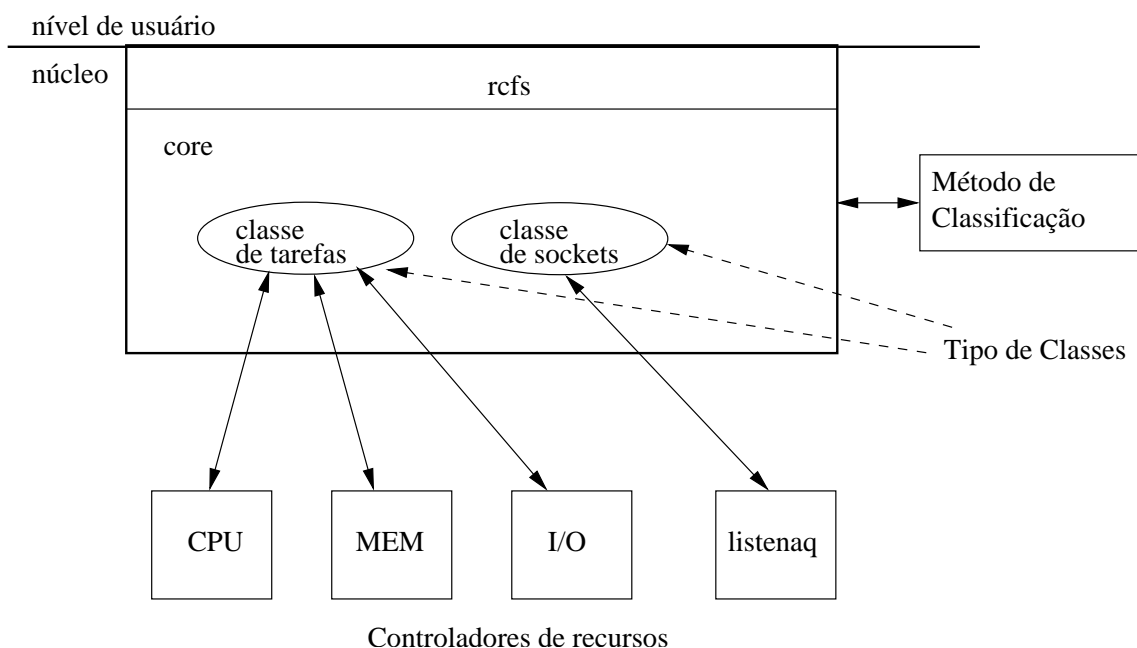 nível de usuário
núcleo
rcfs
core
Método de
Classificação
classe
de tarefas
classe
de sockets
Tipo de Classes
CPU
MEM
I/O
listenaq
Controladores de recursos